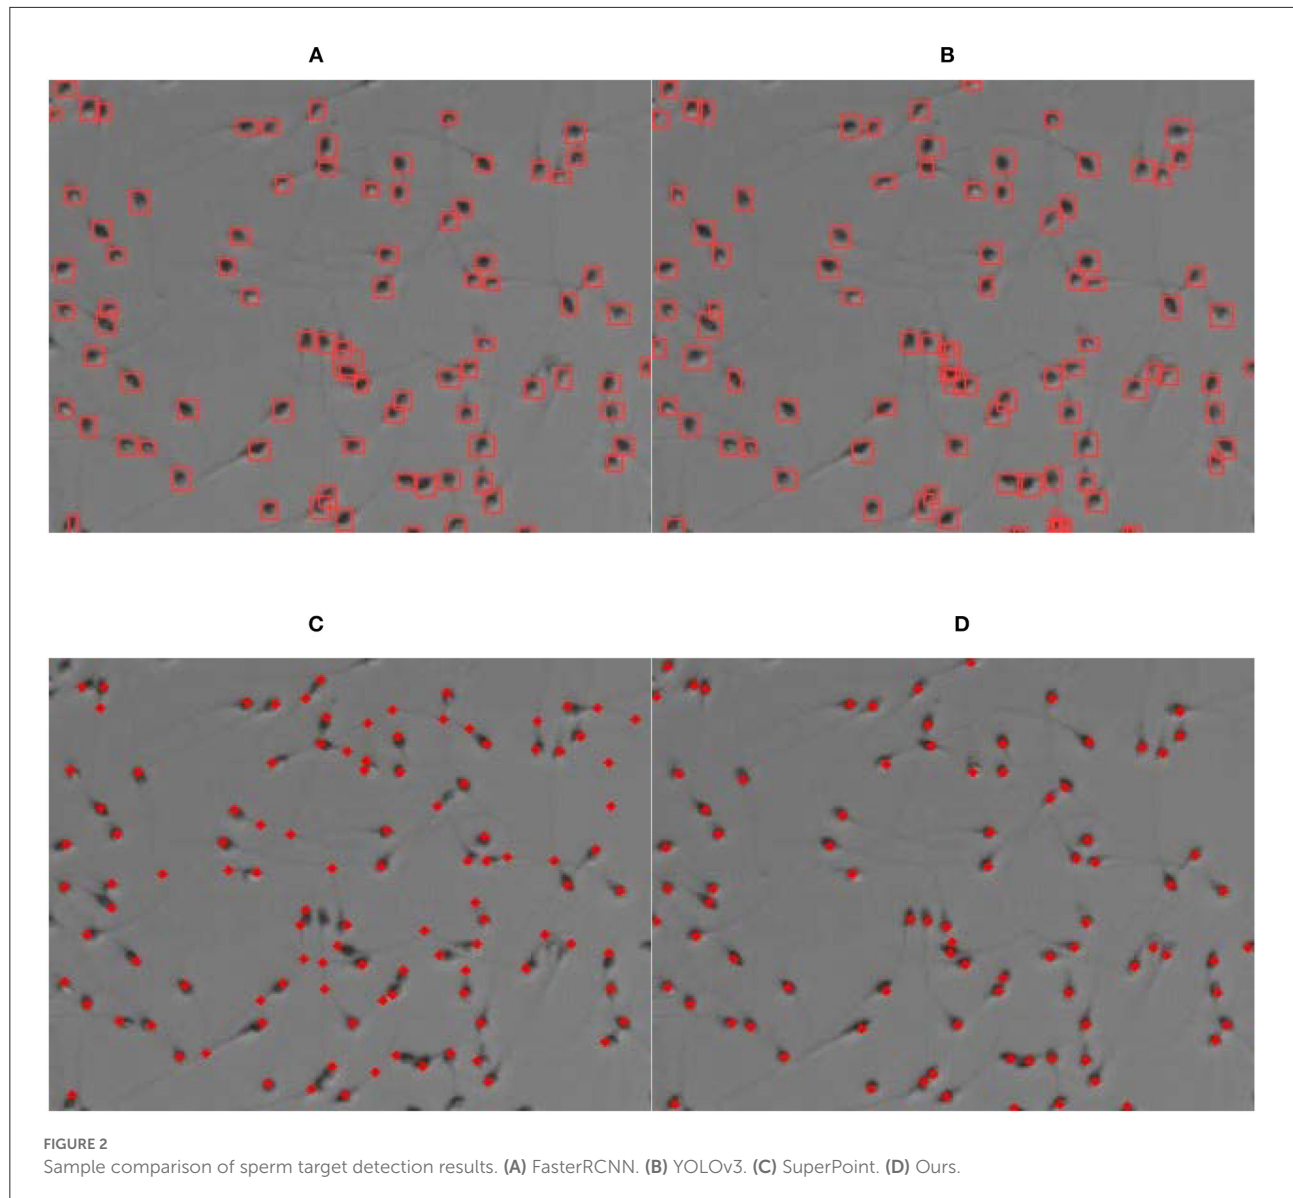 A
B
C
D
FIGURE 2
Sample comparison of sperm target detection results. (A) FasterRCNN. (B) YOLOv3. (C) SuperPoint. (D) Ours.